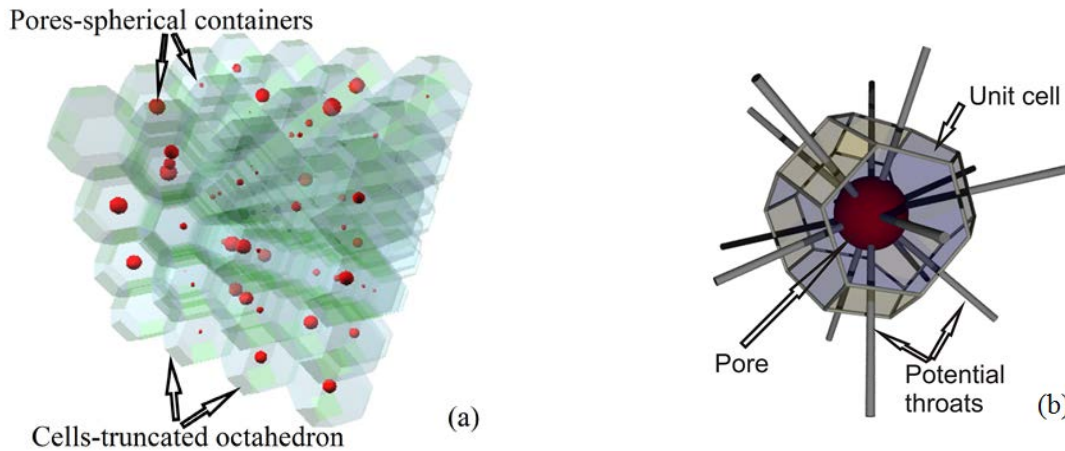 Pores-spherical containers
Cells-truncated octahedron
(a)
Unit cell
Pore
Potential
throats
(b)